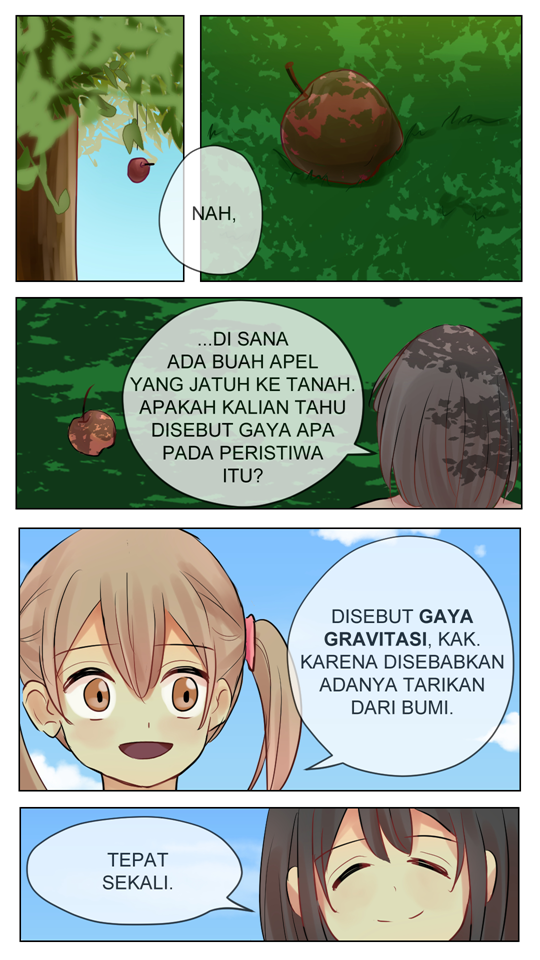 NAH,
...DI SANA
ADA BUAH APEL
YANG JATUH KE TANAH.
APAKAH KALIAN TAHU
DISEBUT GAYA APA
PADA PERISTIWA
ITU?
DISEBUT GAYA
GRAVITASI, KAK.
KARENA DISEBABKAN
ADANYA TARIKAN
DARI BUMI.
TEPAT
SEKALI.